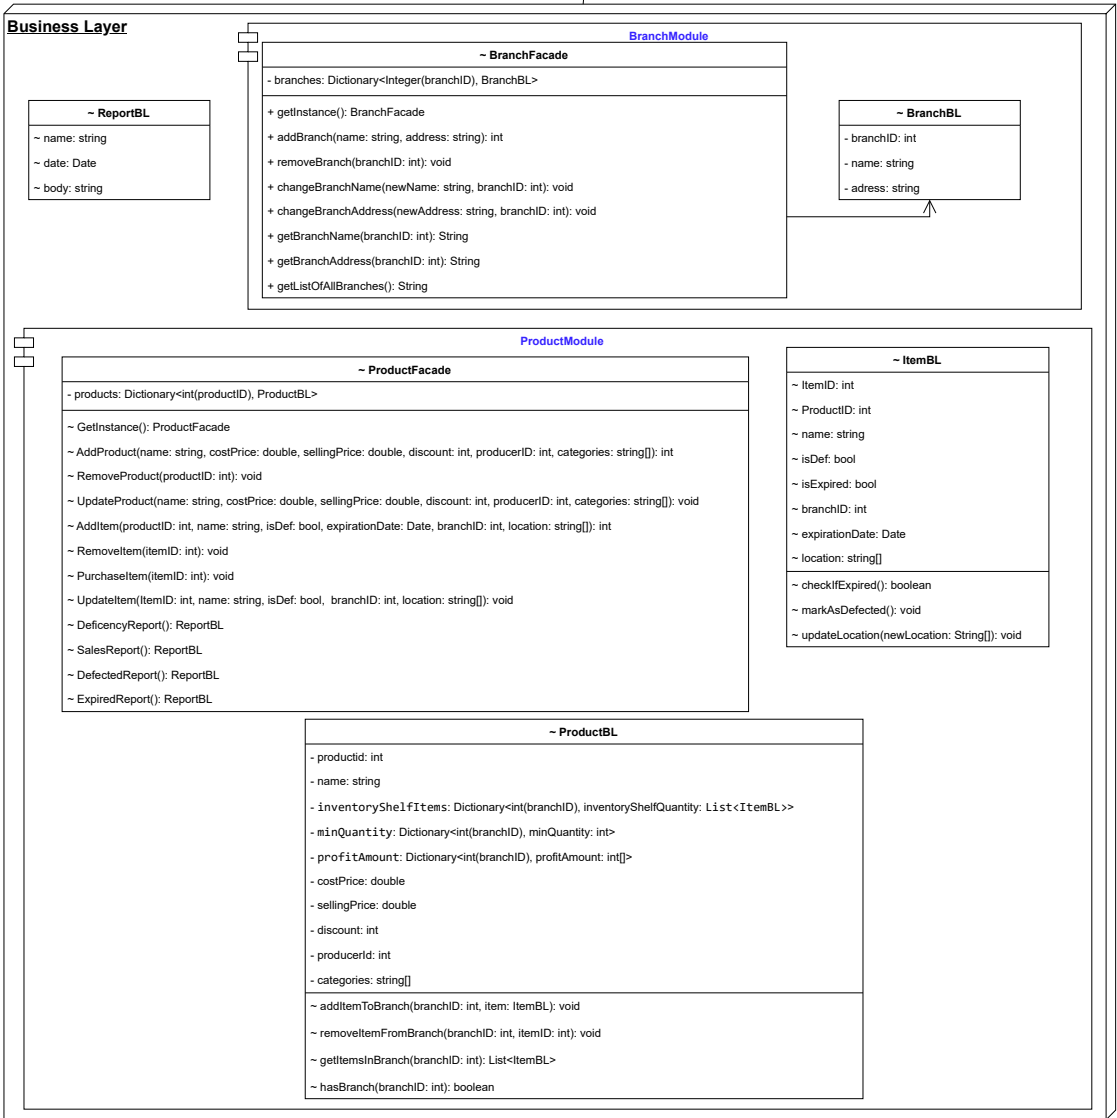 Business Layer
BranchModule
~ BranchFacade
- branches: Dictionary<Integer(branchID), BranchBL>
+ getInstance(): BranchFacade
+ addBranch(name: string, address: string): int
+ removeBranch(branchID: int): void
+ changeBranchName(newName: string, branchID: int): void
+ changeBranchAddress(newAddress: string, branchID: int): void
+ getBranchName(branchID: int): String
+ getBranchAddress(branchID: int): String
+ getListOfAllBranches(): String
~ ReportBL
~ name: string
~ date: Date
~ body: string
~ BranchBL
- branchID: int
- name: string
- adress: string
ProductModule
~ ProductFacade
- products: Dictionary<int(productID), ProductBL>
~ GetInstance(): ProductFacade
~ AddProduct(name: string, costPrice: double, sellingPrice: double, discount: int, producerID: int, categories: string[]): int
~ RemoveProduct(productID: int): void
~ UpdateProduct(name: string, costPrice: double, sellingPrice: double, discount: int, producerID: int, categories: string[]): void
~ AddItem(productID: int, name: string, isDef: bool, expirationDate: Date, branchID: int, location: string[]): int
~ RemoveItem(itemID: int): void
~ PurchaseItem(itemID: int): void
~ UpdateItem(ItemID: int, name: string, isDef: bool, branchID: int, location: string[]): void
~ DeficencyReport(): ReportBL
~ SalesReport(): ReportBL
~ DefectedReport(): ReportBL
~ ExpiredReport(): ReportBL
~ ItemBL
~ ItemID: int
~ ProductID: int
~ name: string
~ isDef: bool
~ isExpired: bool
~ branchID: int
~ expirationDate: Date
~ location: string[]
~ checkIfExpired(): boolean
~ markAsDefected(): void
~ updateLocation(newLocation: String[]): void
~ ProductBL
- productid: int
- name: string
- inventoryShelfItems: Dictionary<int(branchID), inventoryShelfQuantity: List<ItemBL>>
- minQuantity: Dictionary<int(branchID), minQuantity: int>
- profitAmount: Dictionary<int(branchID), profitAmount: int[]>
- costPrice: double
- sellingPrice: double
- discount: int
- producerId: int
- categories: string[]
~ addItemToBranch(branchID: int, item: ItemBL): void
~ removeItemFromBranch(branchID: int, itemID: int): void
~ getItemsInBranch(branchID: int): List<ItemBL>
~ hasBranch(branchID: int): boolean